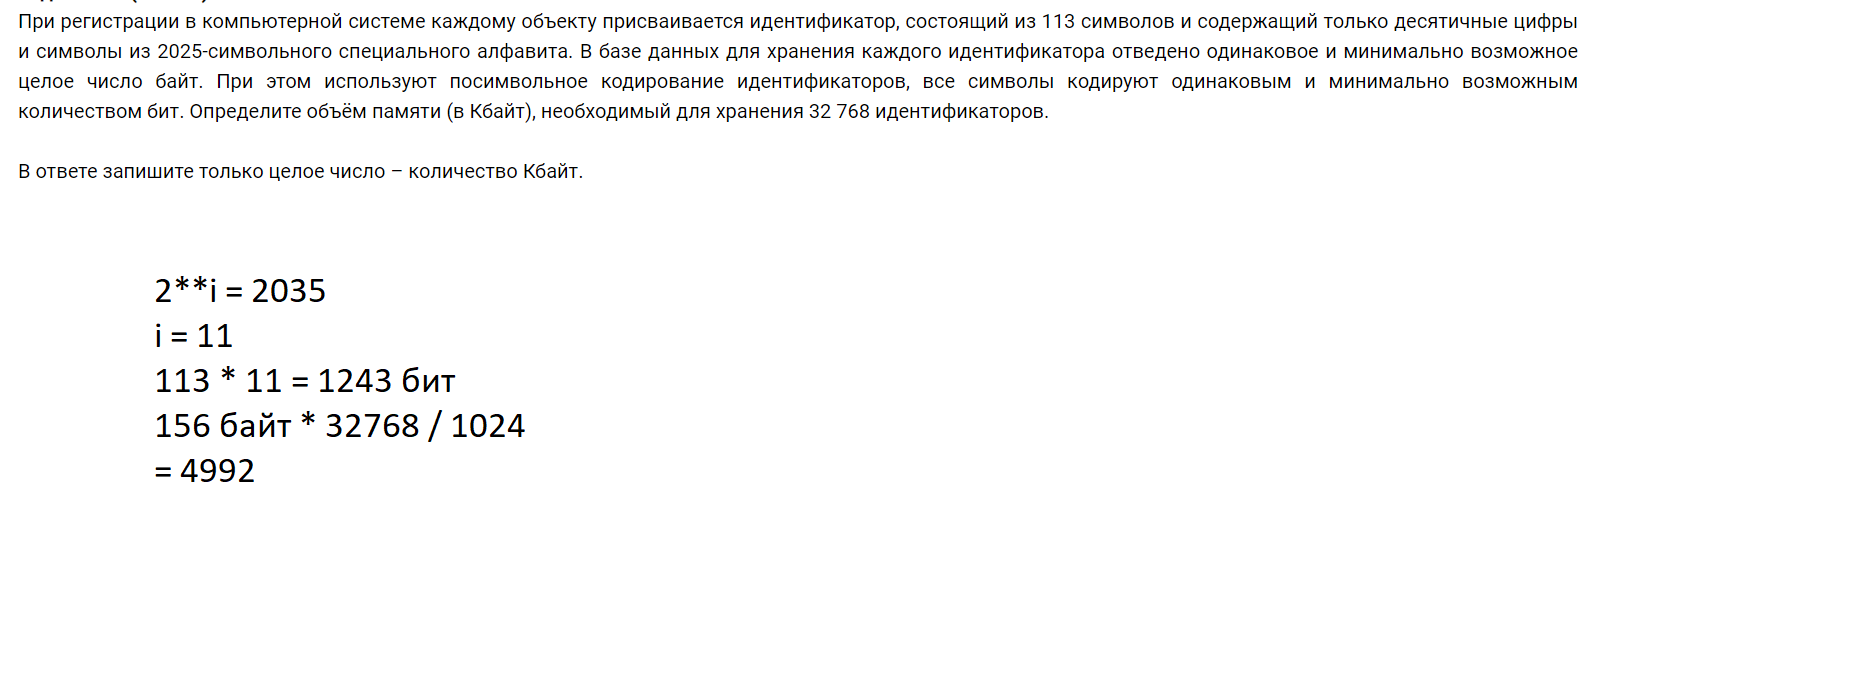 При регистрации в компьютерной системе каждому объекту присваивается идентификатор, состоящий из 113 символов и содержащий только десятичные цифры
и символы из 2025-символьного специального алфавита. В базе данных для хранения каждого идентификатора отведено одинаковое и минимально возможное
целое число байт. При этом используют посимвольное кодирование идентификаторов, все символы кодируют одинаковым и минимально возможным
количеством бит. Определите объём памяти (в Кбайт), необходимый для хранения 32 768 идентификаторов.
В ответе запишите только целое число – количество Кбайт.
2**i = 2035
i = 11
113 * 11 = 1243 бит
156 байт * 32768 / 1024
= 4992